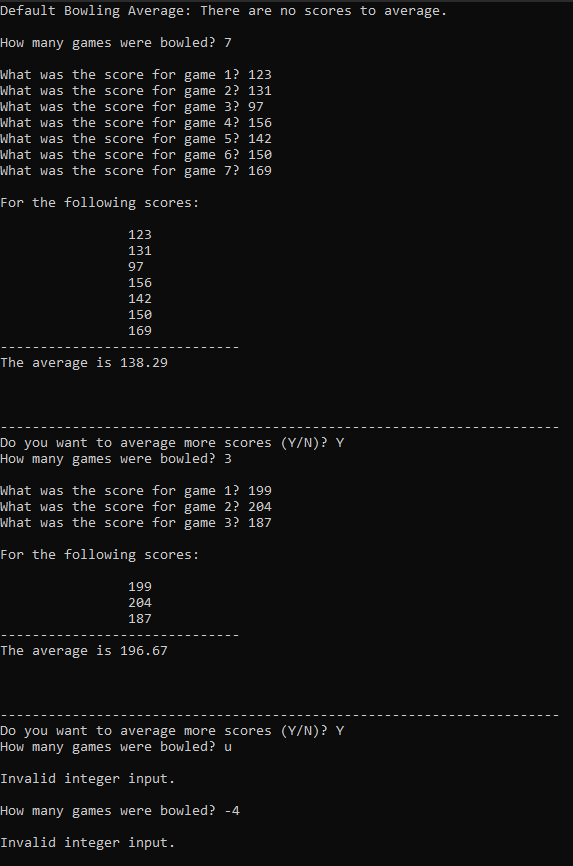 Default Bowling Average: There are no scores to average.
How many games were bowled? 7
What was the score for game 1? 123
What was the score for game 2? 131
What was the score for game 3? 97
What was the score for game 4? 156
What was the score for game 5? 142
What was the score for game 6? 150
What was the score for game 7? 169
For the following scores:
123
131
97
156
142
150
169
------------------------------
The average is 138.29
----------------------------------------------------------------------
Do you want to average more scores (Y/N)? Y
How many games were bowled? 3
What was the score for game 1? 199
What was the score for game 2? 204
What was the score for game 3? 187
For the following scores:
199
204
187
------------------------------
The average is 196.67
----------------------------------------------------------------------
Do you want to average more scores (Y/N)? Y
How many games were bowled? u
Invalid integer input.
How many games were bowled? -4
Invalid integer input.